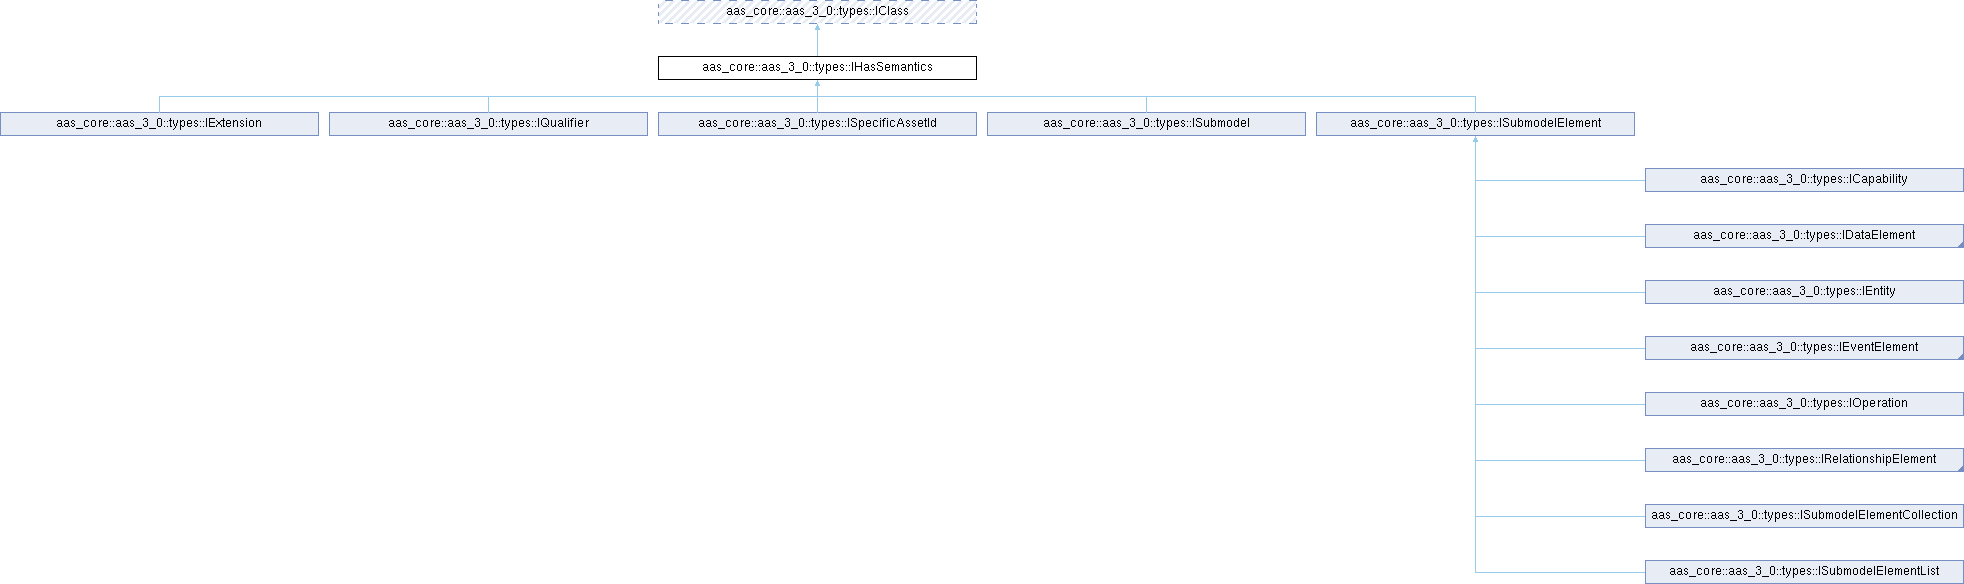 aas_core::aas_3_0::types::IClass
aas_core::aas_3_0::types::IHasSemantics
aas_core::aas_3_0::types::IExtension
aas_core::aas_3_0::types::IQualifier
aas_core::aas_3_0::types::ISpecificAssetId
aas_core::aas_3_0::types::ISubmodel
aas_core::aas_3_0::types::ISubmodelElement
aas_core::aas_3_0::types::ICapability
aas_core::aas_3_0::types::IDataElement
aas_core::aas_3_0::types::IEntity
aas_core::aas_3_0::types::IEventElement
aas_core::aas_3_0::types::IOperation
aas_core::aas_3_0::types::IRelationshipElement
aas_core::aas_3_0::types::ISubmodelElementCollection
aas_core::aas_3_0::types::ISubmodelElementList